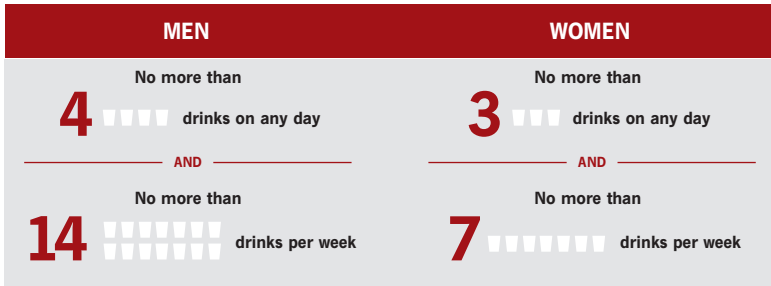 MEN
No more than
4 drinks on any day
AND
No more than
14 drinks per week
WOMEN
No more than
3 drinks on any day
AND
No more than
7 drinks per week